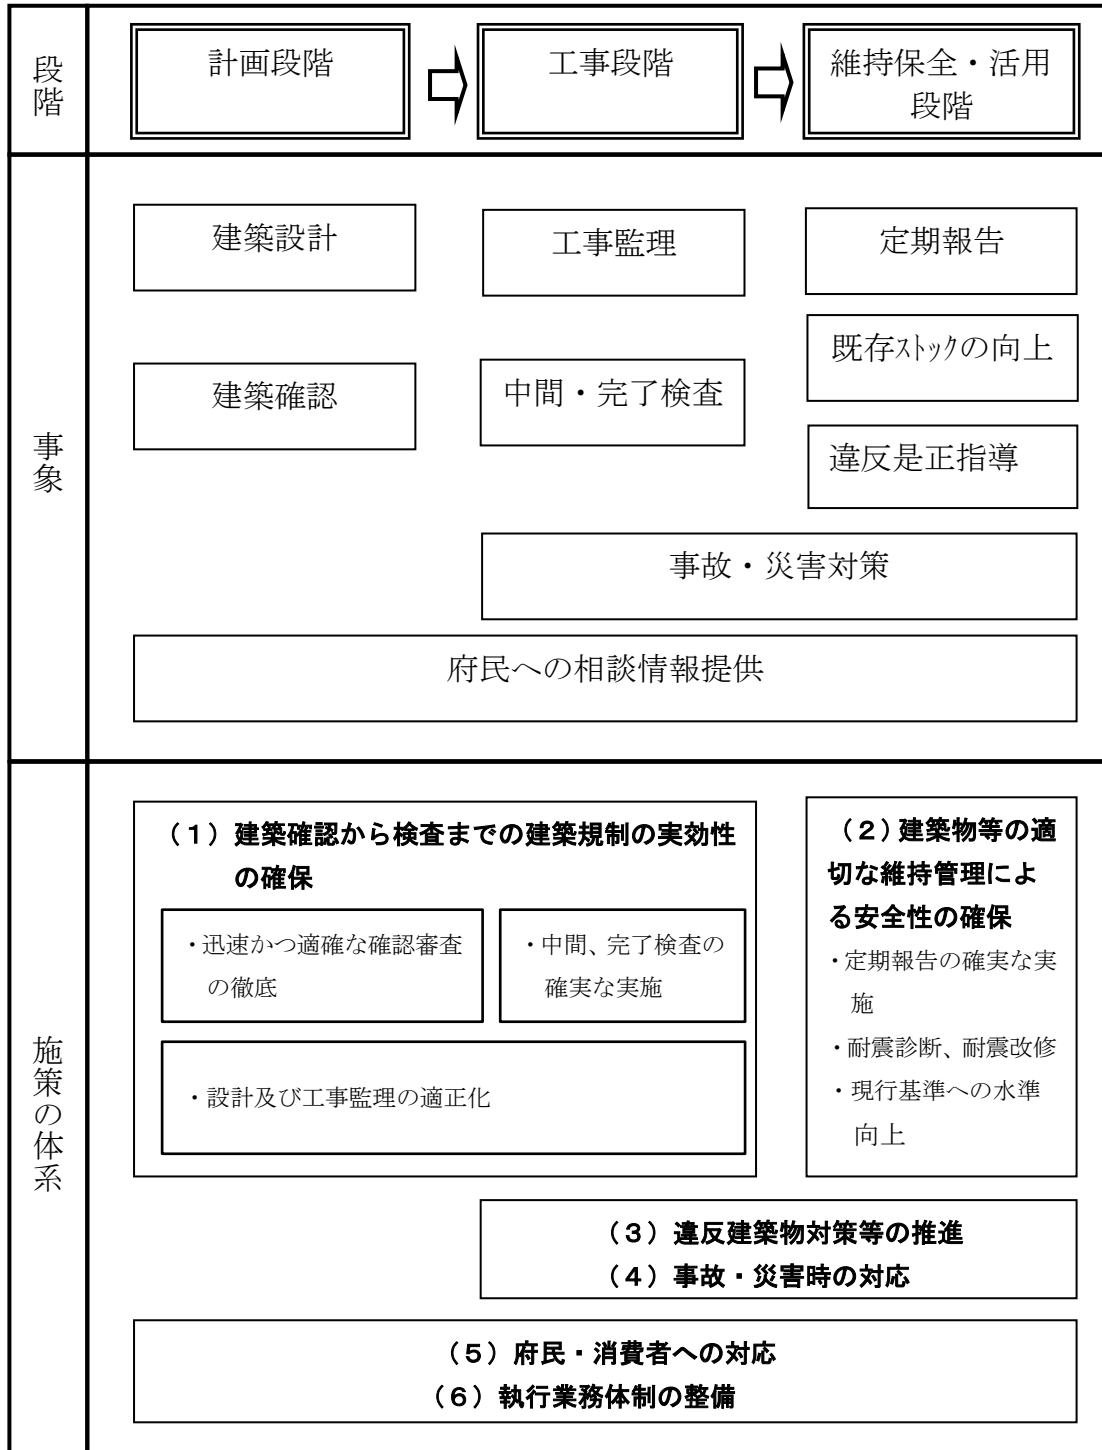 段階
計画段階
工事段階
維持保全・活用
段階
事象
建築設計
工事監理
定期報告
既存ｽﾄｯｸの向上
建築確認
中間・完了検査
違反是正指導
事故・災害対策
府民への相談情報提供
施策の体系
（１）建築確認から検査までの建築規制の実効性
の確保
・迅速かつ適確な確認審査
の徹底
・中間、完了検査の
確実な実施
・設計及び工事監理の適正化
（２）建築物等の適
切な維持管理によ
る安全性の確保
・定期報告の確実な実
施
・耐震診断、耐震改修
・現行基準への水準
向上
（３）違反建築物対策等の推進
（４）事故・災害時の対応
（５）府民・消費者への対応
（６）執行業務体制の整備